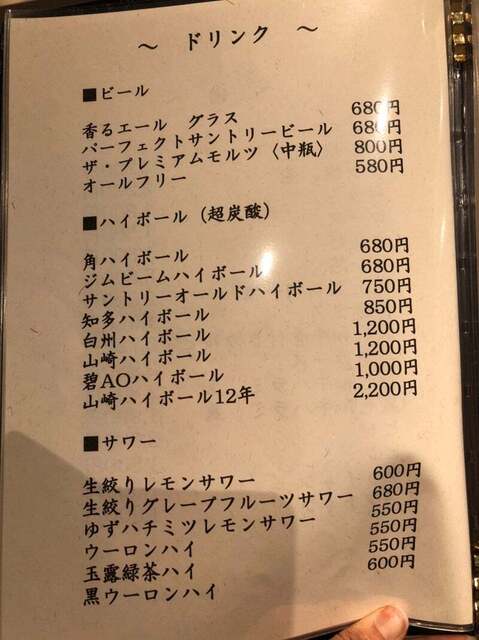 ～ ドリンク ～
■ビール
香るエール グラス 680円
パーフェクトサントリービール 680円
ザ・プレミアムモルツ〈中瓶〉 800円
オールフリー 580円
■ハイボール（超炭酸）
角ハイボール 680円
ジムビームハイボール 680円
サントリーオールドハイボール 750円
知多ハイボール 850円
白州ハイボール 1,200円
山崎ハイボール 1,200円
碧AOハイボール 1,000円
山崎ハイボール12年 2,200円
■サワー
生絞りレモンサワー 600円
生絞りグレープフルーツサワー 680円
ゆずハチミツレモンサワー 550円
ウーロンハイ 550円
玉露緑茶ハイ 550円
黒ウーロンハイ 600円